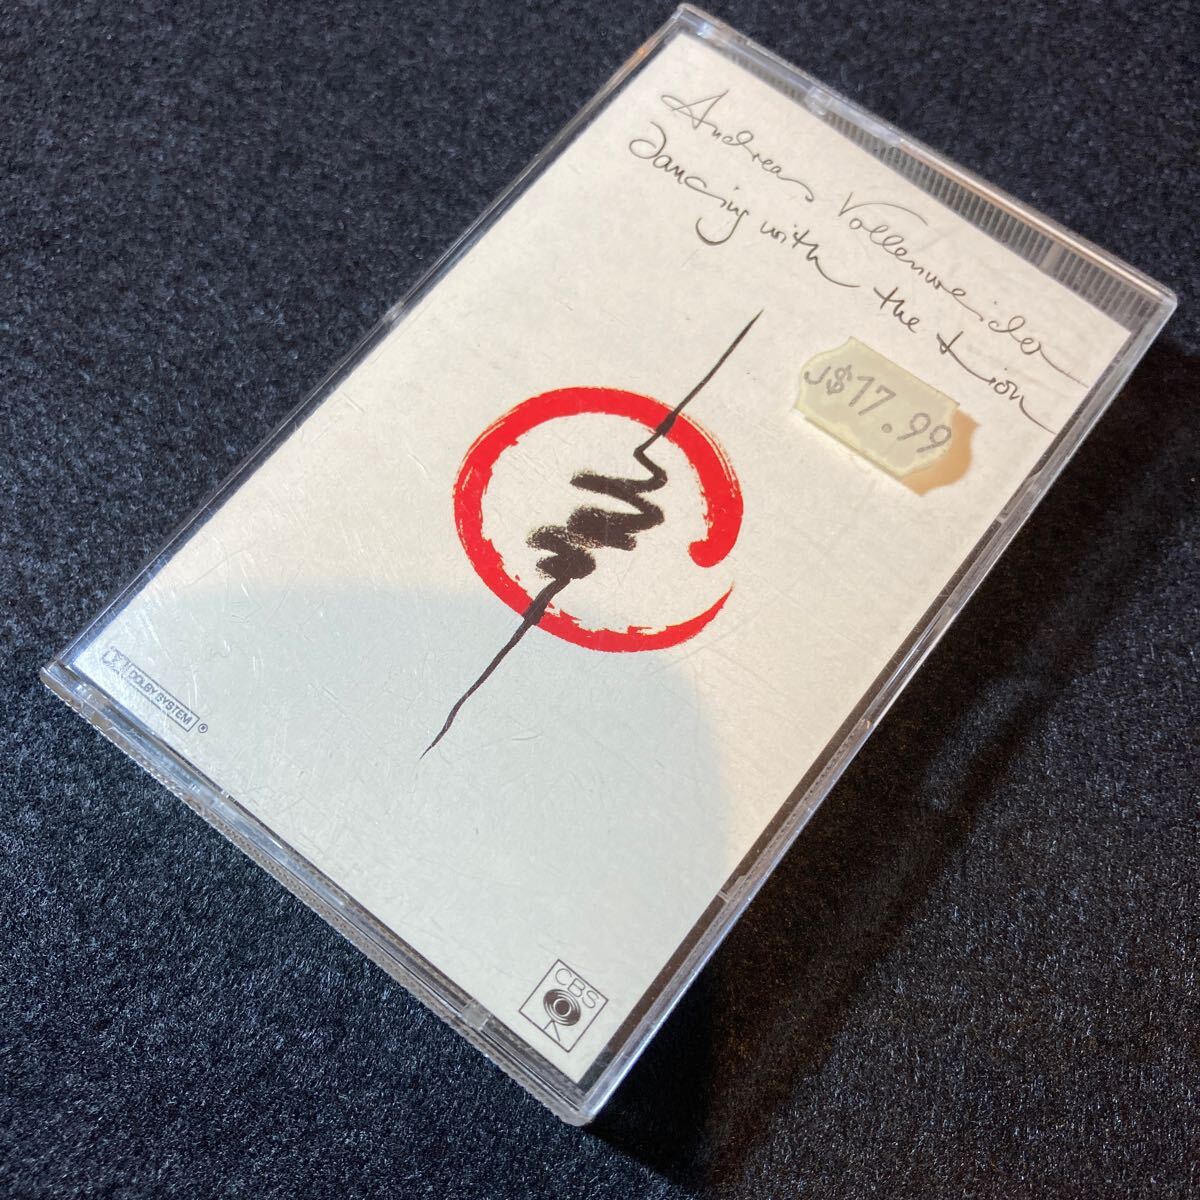 Andreas Vollenweider
Dancing with the Lion
J$17.99
DOLBY SYSTEM ®
CBS